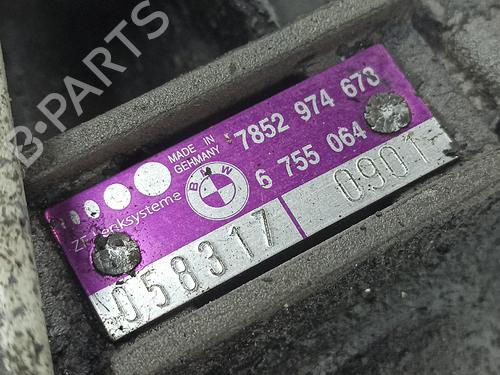 B-PARTS
MADE IN
GERMANY
7852 974 673
ZF Lenksysteme
BMW
6 755 064
058317
0901